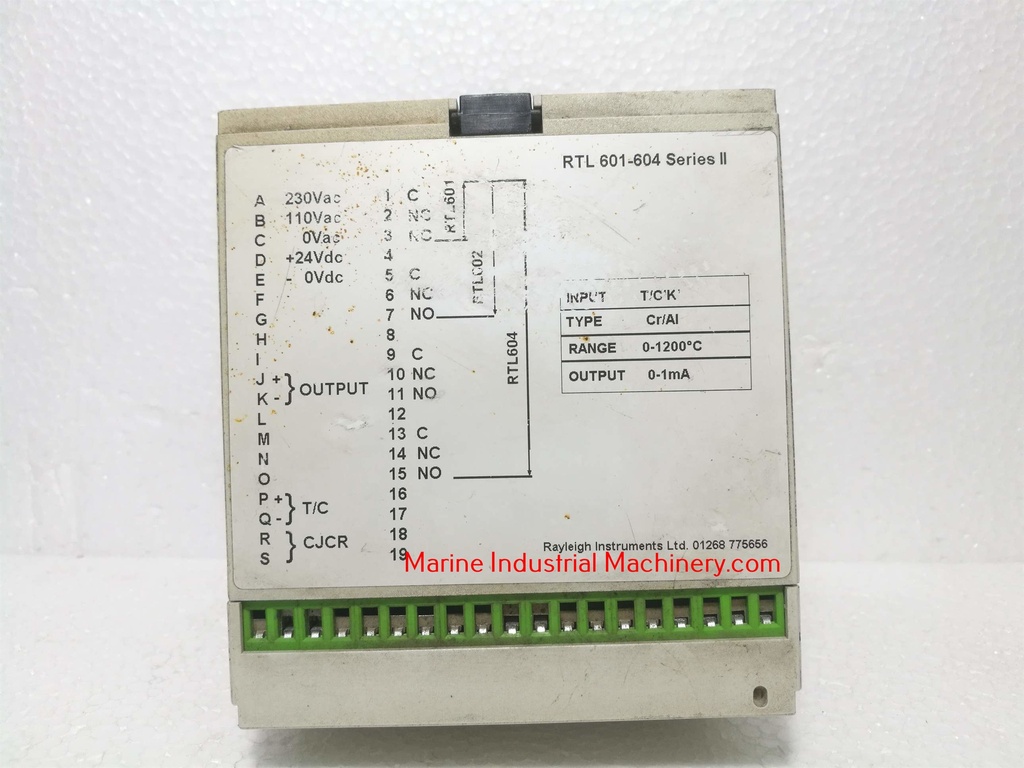 RTL 601-604 Series II
A 230Vac 1 C
B 110Vac 2 NC
C 0Vac 3 NO
D +24Vdc 4
E - 0Vdc 5 C
F 6 NC
G 7 NO
H 8
I 9 C
J + 10 NC
K - } OUTPUT 11 NO
L 12
M 13 C
N 14 NC
O 15 NO
P + 16
Q - } T/C 17
R 18
S } CJCR 19
RTL601
RTL602
RTL604
INPUT T/C'K'
TYPE Cr/Al
RANGE 0-1200°C
OUTPUT 0-1mA
Rayleigh Instruments Ltd. 01268 775656
Marine Industrial Machinery.com